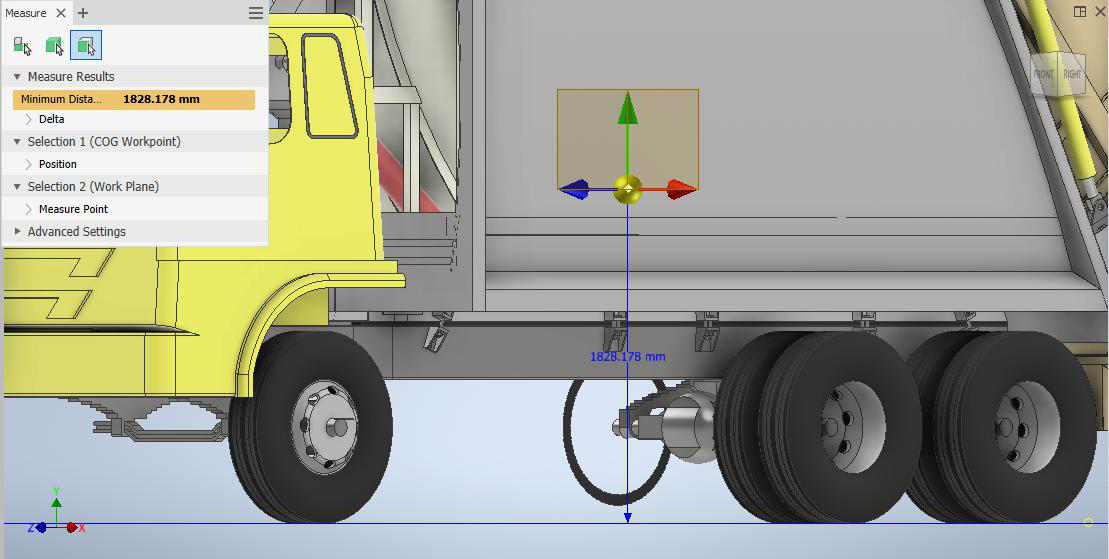 Measure
Measure Results
Minimum Dista... 1828.178 mm
Delta
Selection 1 (COG Workpoint)
Position
Selection 2 (Work Plane)
Measure Point
Advanced Settings
FRONT RIGHT
1828.178 mm
Y
Z X